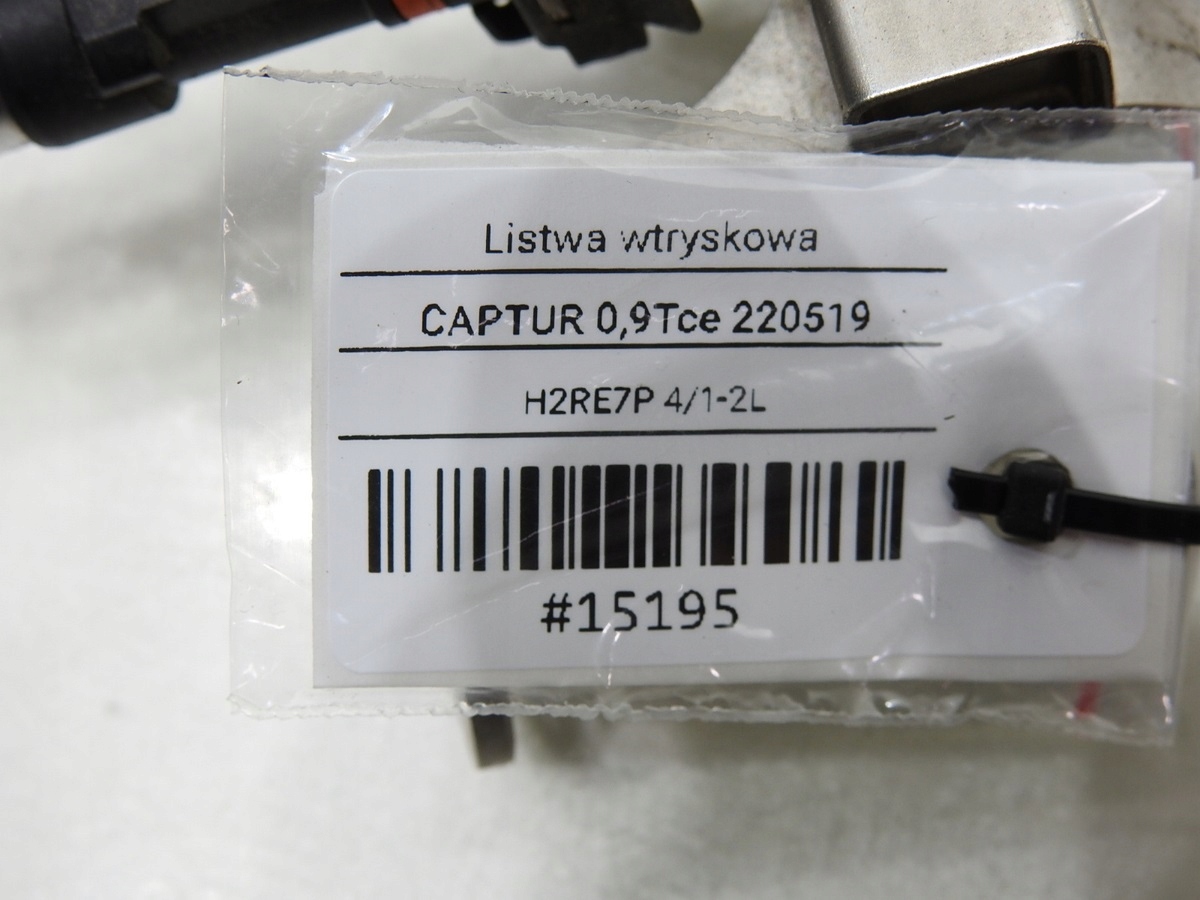 Listwa wtryskowa
CAPTUR 0,9Tce 220519
H2RE7P 4/1-2L
#15195